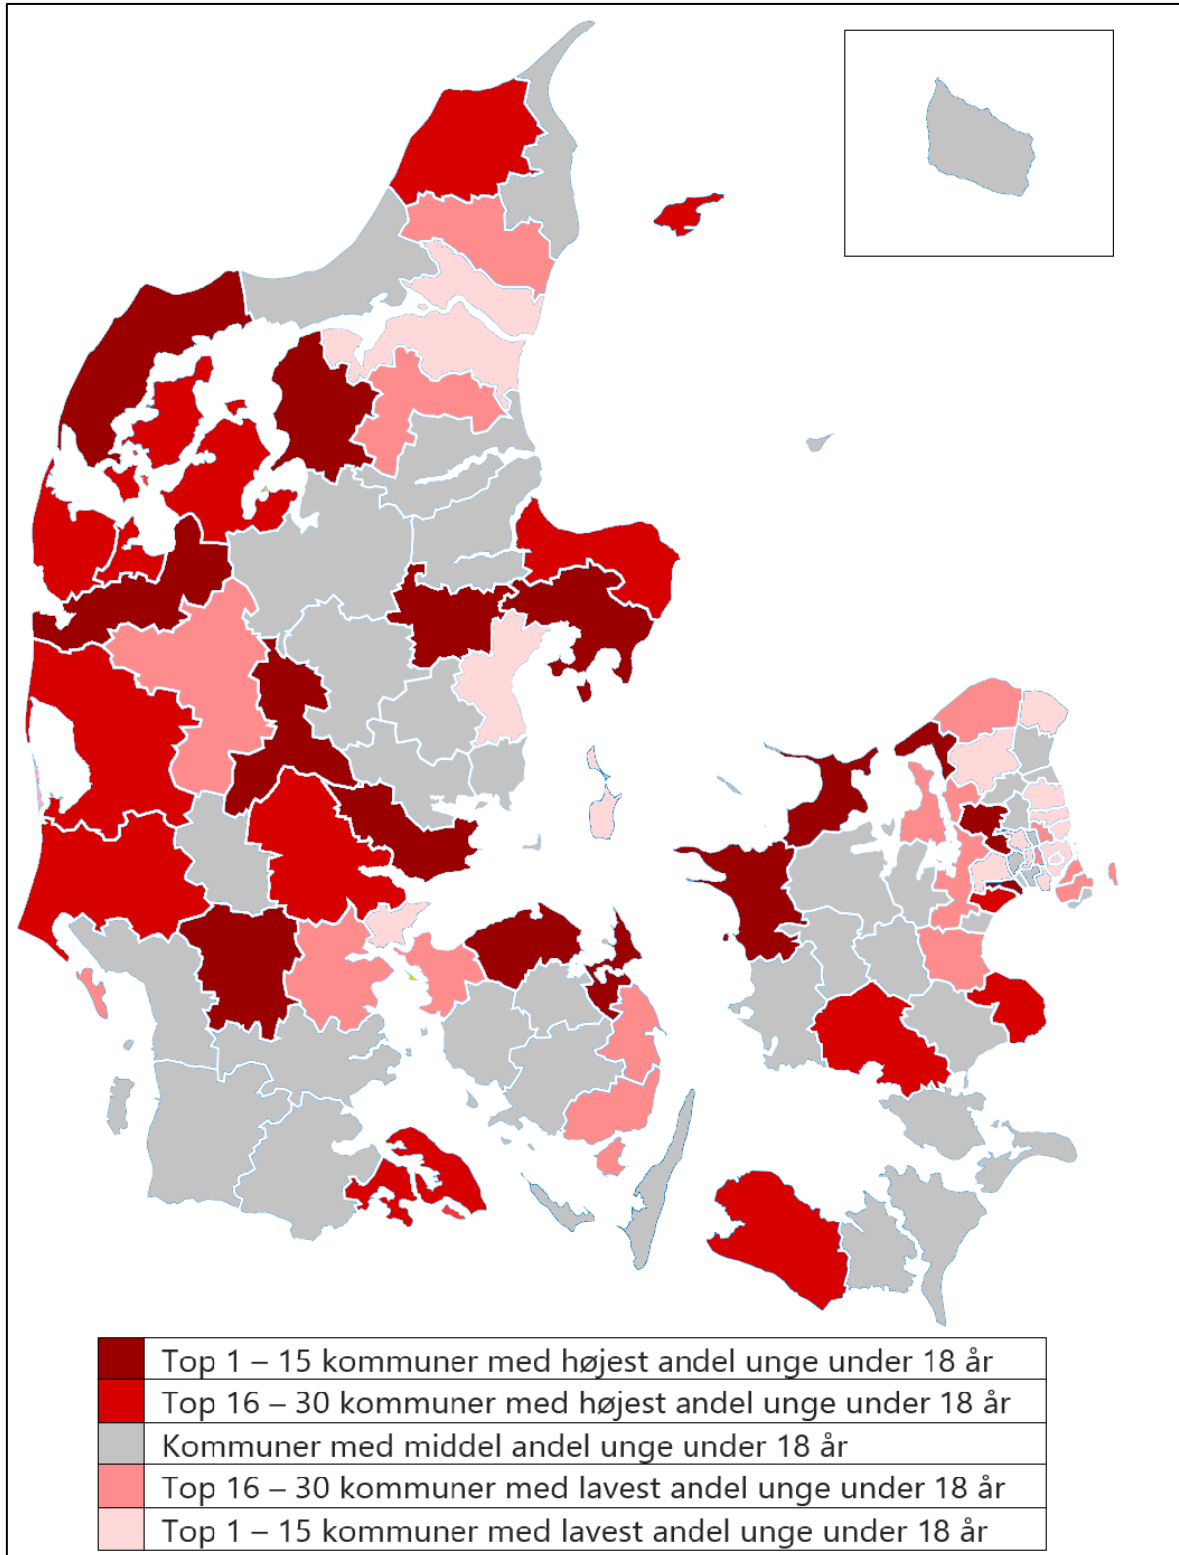 Top 1 – 15 kommuner med højest andel unge under 18 år
Top 16 – 30 kommuner med højest andel unge under 18 år
Kommuner med middel andel unge under 18 år
Top 16 – 30 kommuner med lavest andel unge under 18 år
Top 1 – 15 kommuner med lavest andel unge under 18 år